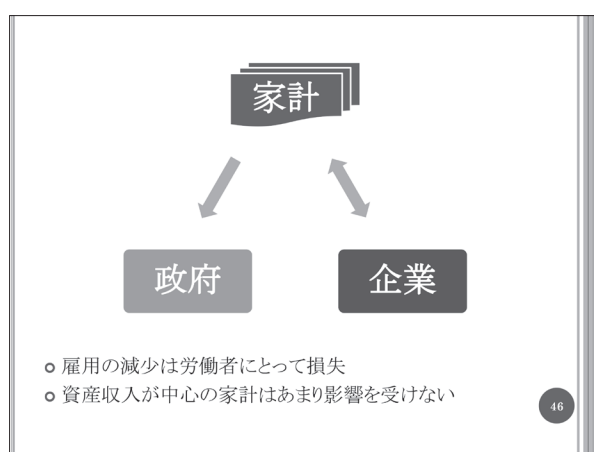 家計
政府
企業
雇用の減少は労働者にとって損失
資産収入が中心の家計はあまり影響を受けない
46